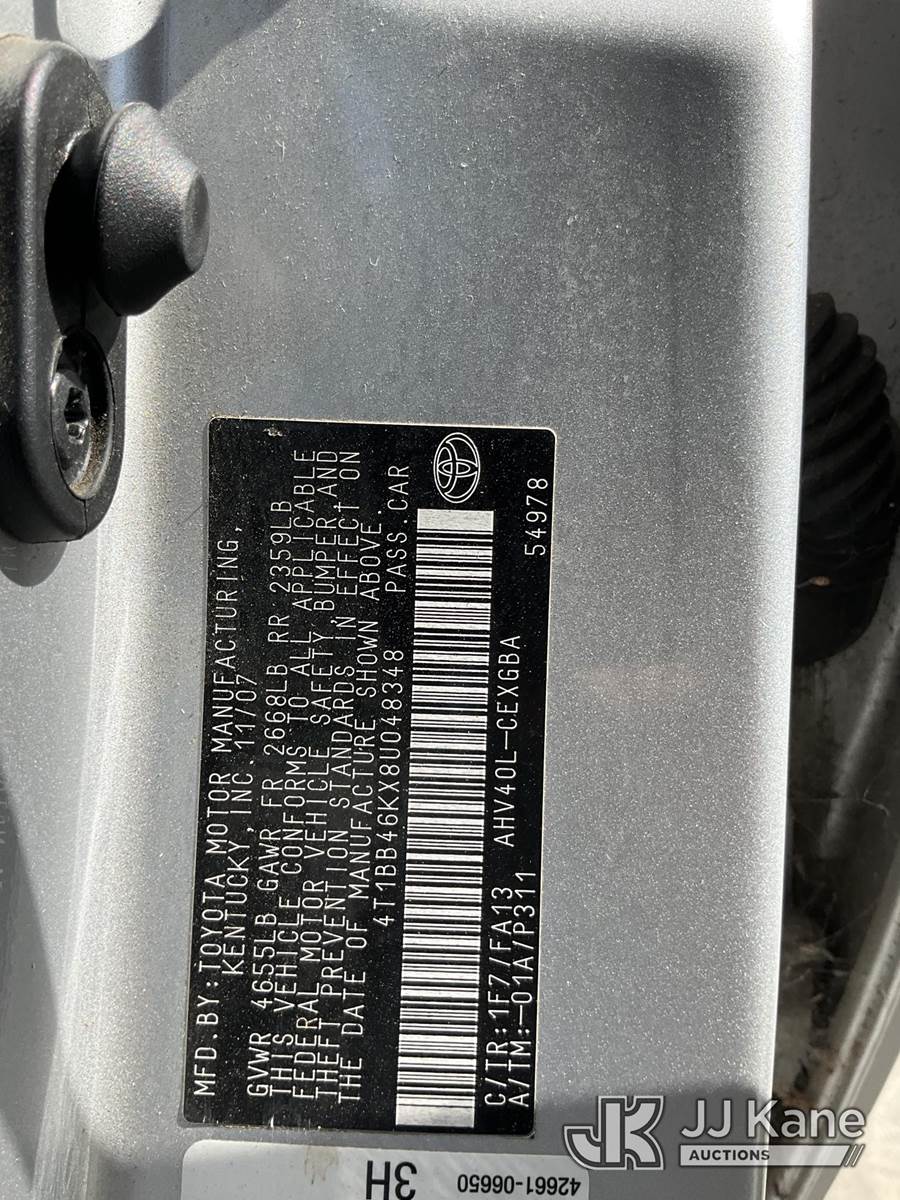 MFD.BY:TOYOTA MOTOR MANUFACTURING,
KENTUCKY,INC. 11/07
GVWR 4655LB GAWR FR 2668LB RR 2359LB
THIS VEHICLE CONFORMS TO ALL APPLICABLE
FEDERAL MOTOR VEHICLE SAFETY, BUMPER, AND
THEFT PREVENTION STANDARDS IN EFFECT ON
THE DATE OF MANUFACTURE SHOWN ABOVE.
4T1BB46KX8U048348 PASS.CAR
C/TR:1F7/FA13 AHV40L-CEXGBA
A/TM:-01A/P311 54978
3H
42661-06650
JK JJ Kane
AUCTIONS